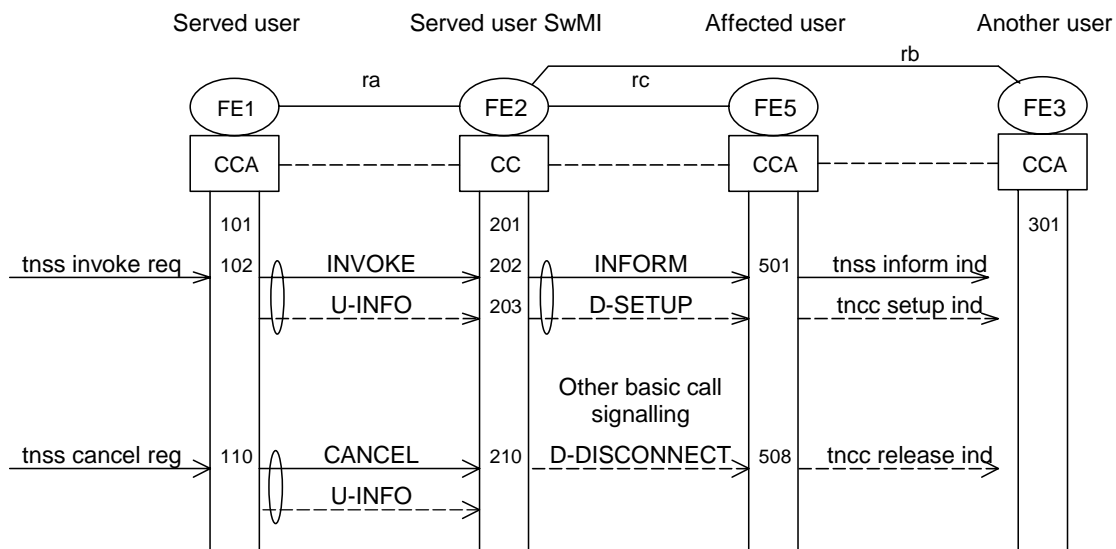 Served user Served user SwMI Affected user Another user
rb
ra rc
FE1 FE2 FE5 FE3
CCA CC CCA CCA
101 201 301
tnss invoke req 102 INVOKE 202 INFORM 501 tnss inform ind
U-INFO 203 D-SETUP tncc setup ind
Other basic call
signalling
tnss cancel reg 110 CANCEL 210 D-DISCONNECT 508 tncc release ind
U-INFO